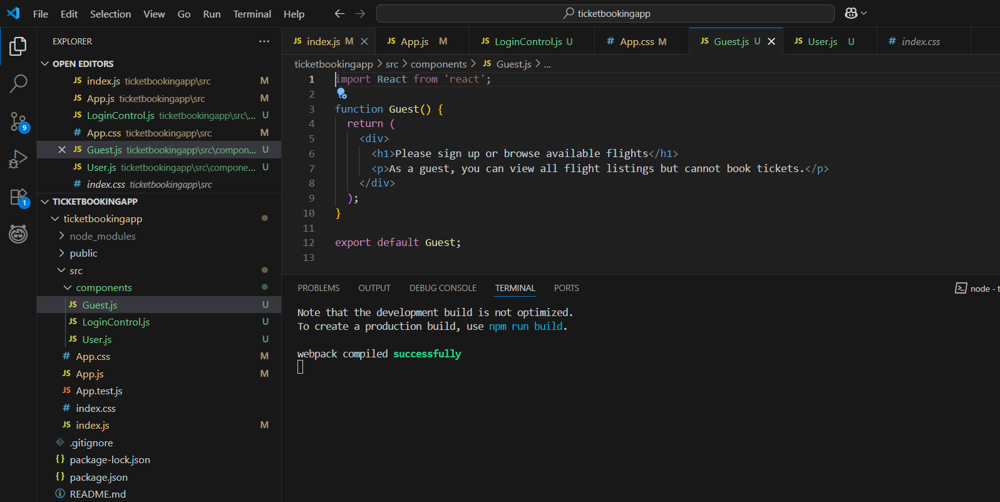 File Edit Selection View Go Run Terminal Help
ticketbookingapp
EXPLORER
OPEN EDITORS
JS index.js ticketbookingapp\src M
JS App.js ticketbookingapp\src M
JS LoginControl.js ticketbookingapp\src\... U
# App.css ticketbookingapp\src M
JS Guest.js ticketbookingapp\src\compon... U
JS User.js ticketbookingapp\src\compone... U
# index.css ticketbookingapp\src
TICKETBOOKINGAPP
ticketbookingapp
node_modules
public
src
components
JS Guest.js U
JS LoginControl.js U
JS User.js U
# App.css M
JS App.js M
JS App.test.js
# index.css
JS index.js M
.gitignore
{} package-lock.json
{} package.json
README.md
9
1
JS index.js M JS App.js M JS LoginControl.js U # App.css M JS Guest.js U JS User.js U # index.css
ticketbookingapp > src > components > JS Guest.js > ...
1 import React from 'react';
2
3 function Guest() {
4 return (
5 <div>
6 <h1>Please sign up or browse available flights</h1>
7 <p>As a guest, you can view all flight listings but cannot book tickets.</p>
8 </div>
9 );
10 }
11
12 export default Guest;
13
PROBLEMS OUTPUT DEBUG CONSOLE TERMINAL PORTS
node - t
Note that the development build is not optimized.
To create a production build, use npm run build.
webpack compiled successfully